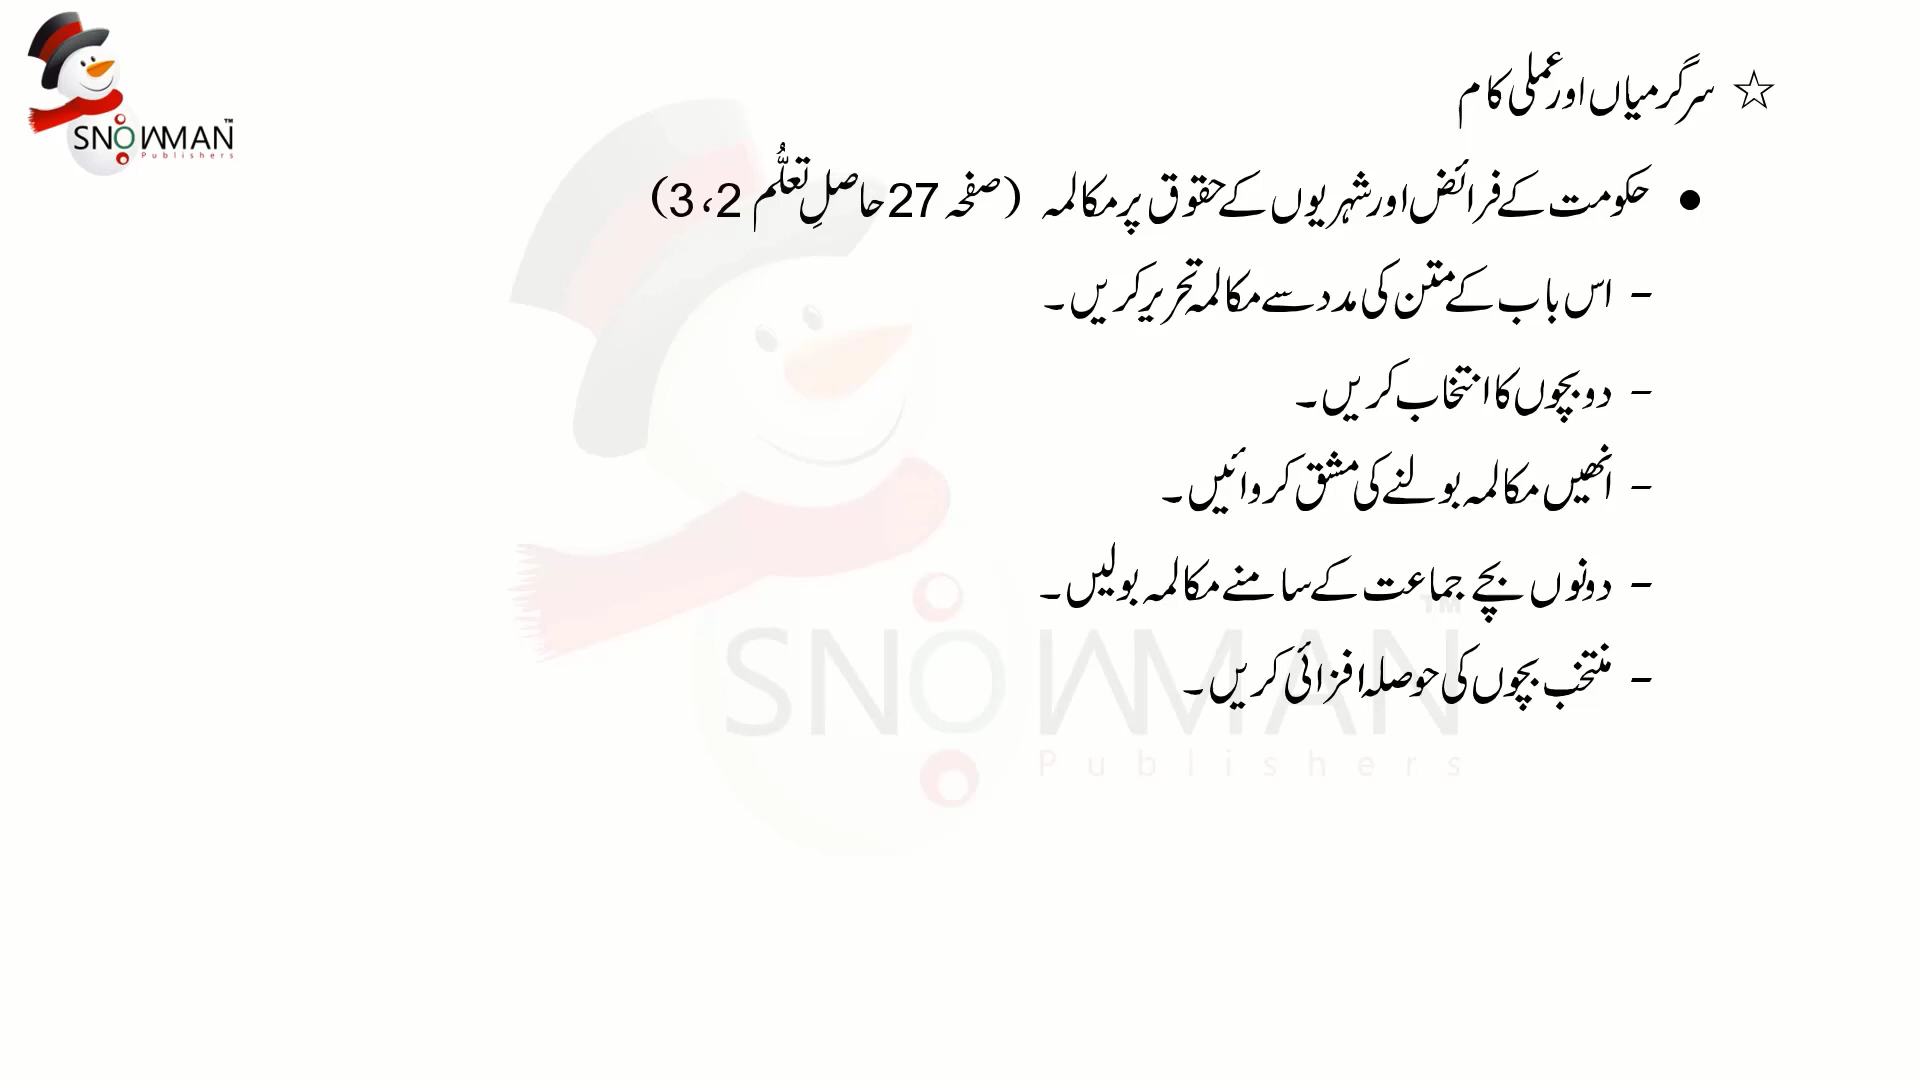 SNOWMAN™
Publishers
☆ سرگرمیاں اور عملی کام
● حکومت کے فرائض اور شہریوں کے حقوق پر مکالمہ (صفحہ 27 حاصلِ تعلُّم 2، 3)
- اس باب کے متن کی مدد سے مکالمہ تحریر کریں۔
- دو بچوں کا انتخاب کریں۔
- انھیں مکالمہ بولنے کی مشق کروائیں۔
- دونوں بچے جماعت کے سامنے مکالمہ بولیں۔
- منتخب بچوں کی حوصلہ افزائی کریں۔
SNOWMAN™
Publishers